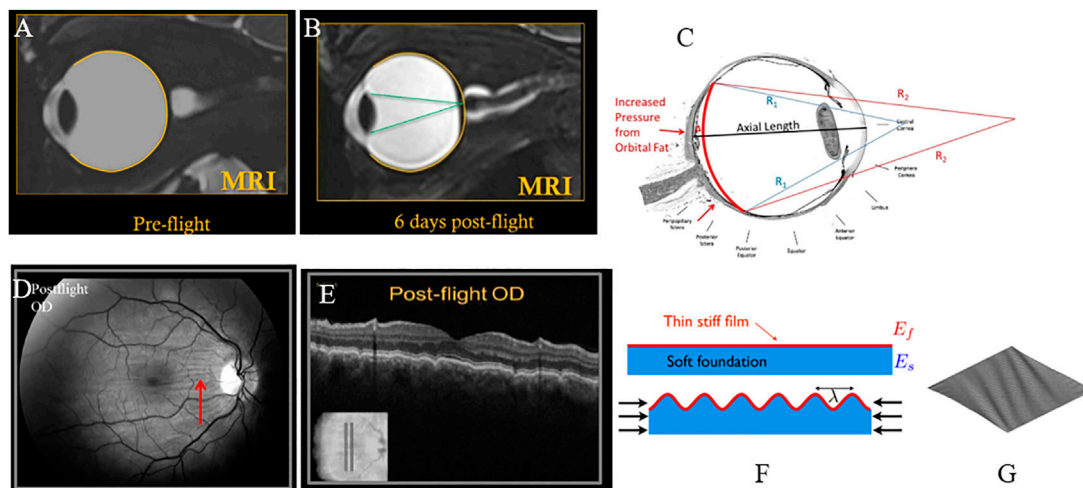 A
MRI
Pre-flight
B
MRI
6 days post-flight
C
Increased
Pressure
from
Orbital Fat
Axial Length
R1
R2
R1
R2
Central
Cornea
Peripheral
Cornea
Limbus
Anterior
Equator
Equator
Posterior
Equator
Posterior
Sclera
Peripapillary
Sclera
D Postflight
OD
E
Post-flight OD
Thin stiff film
Soft foundation
Ef
Es
λ
F
G